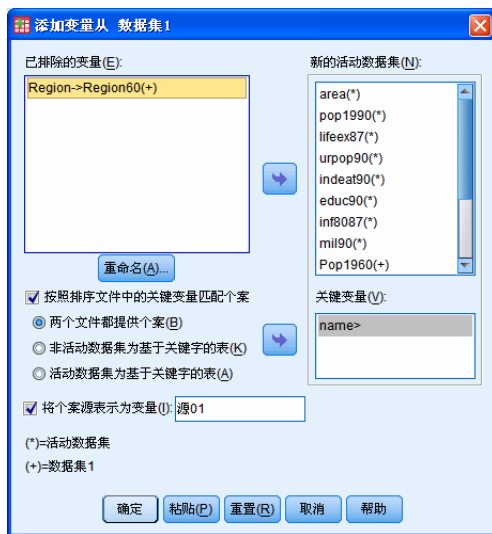 添加变量从 数据集1
已排除的变量(E):
Region->Region60(+)
重命名(A)...
新的活动数据集(N):
area(*)
pop1990(*)
lifeex87(*)
urpop90(*)
indeat90(*)
educ90(*)
inf8087(*)
mil90(*)
Pop1960(+)
按照排序文件中的关键变量匹配个案
两个文件都提供个案(B)
非活动数据集为基于关键字的表(K)
活动数据集为基于关键字的表(A)
关键变量(V):
name>
将个案源表示为变量(I): 源01
(*)=活动数据集
(+)=数据集1
确定 粘贴(P) 重置(R) 取消 帮助